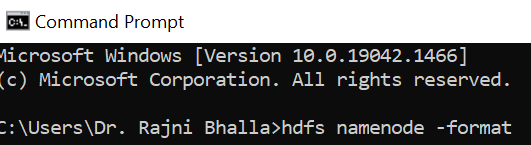 Command Prompt
Microsoft Windows [Version 10.0.19042.1466]
(c) Microsoft Corporation. All rights reserved.
C:\Users\Dr. Rajni Bhalla>hdfs namenode -format